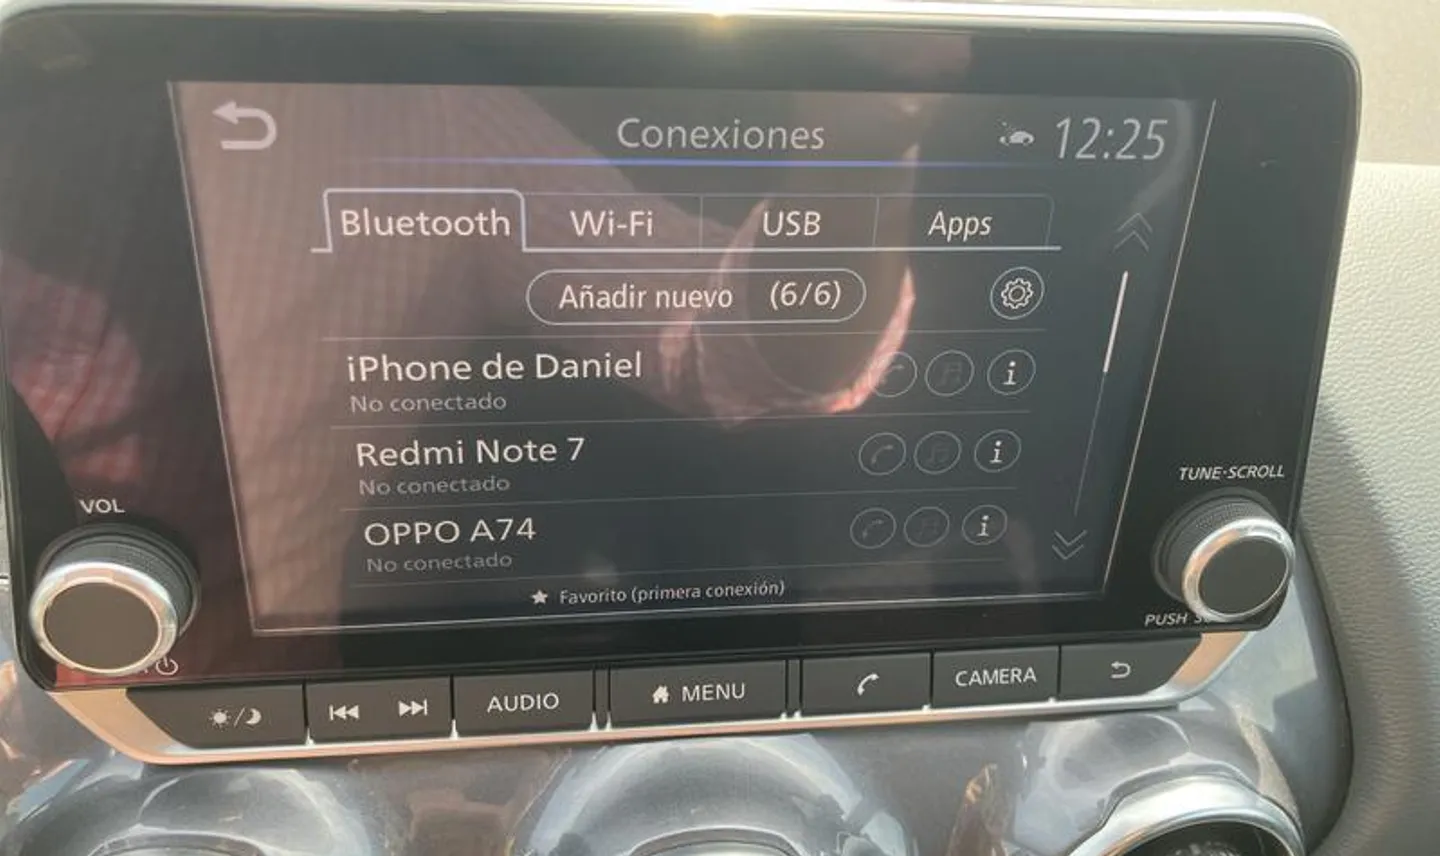 Conexiones 12:25
Bluetooth Wi-Fi USB Apps
Añadir nuevo (6/6)
iPhone de Daniel
No conectado
Redmi Note 7
No conectado
OPPO A74
No conectado
★ Favorito (primera conexión)
VOL
TUNE·SCROLL
PUSH
AUDIO
MENU
CAMERA